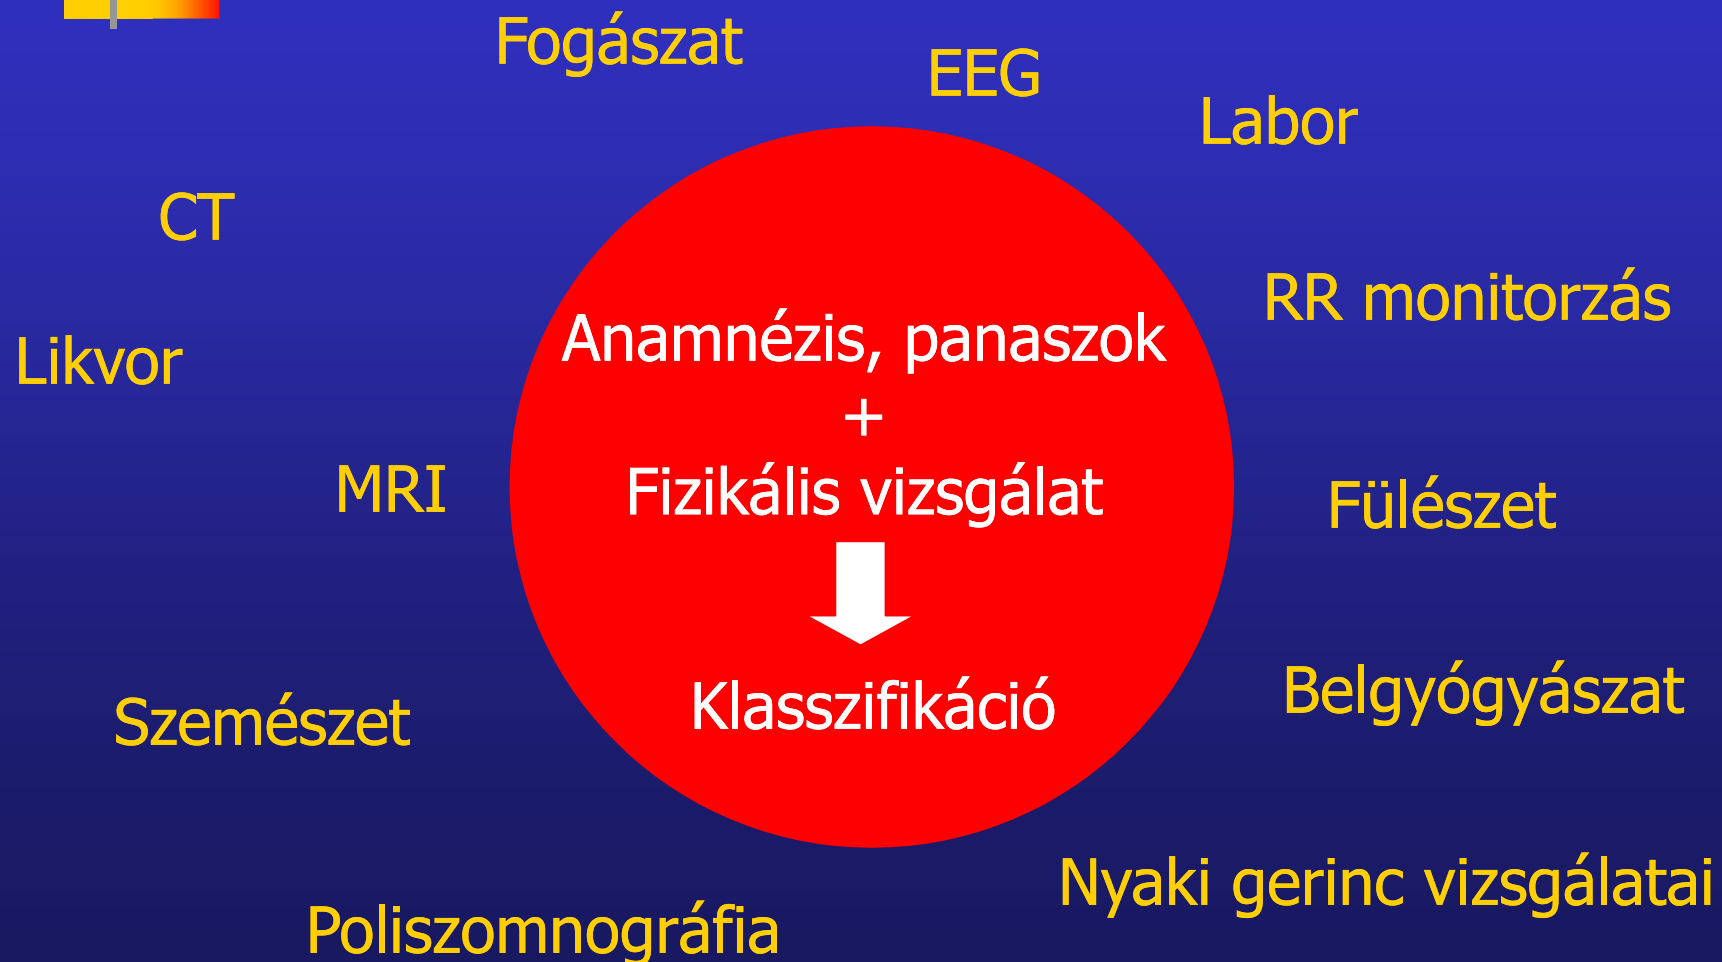 Fogászat
EEG
Labor
CT
RR monitorzás
Anamnézis, panaszok
Likvor
+
MRI
Fizikális vizsgálat
Fülészet
Klasszifikáció
Belgyógyászat
Szemészet
Nyaki gerinc vizsgálatai
Poliszomnográfia